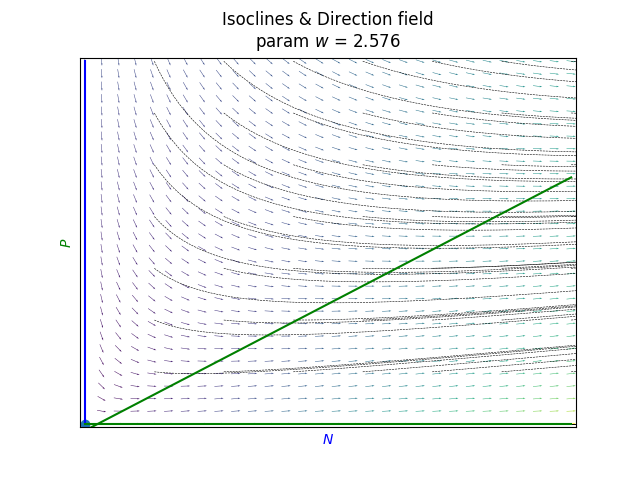 Isoclines & Direction field
param w = 2.576
P
N